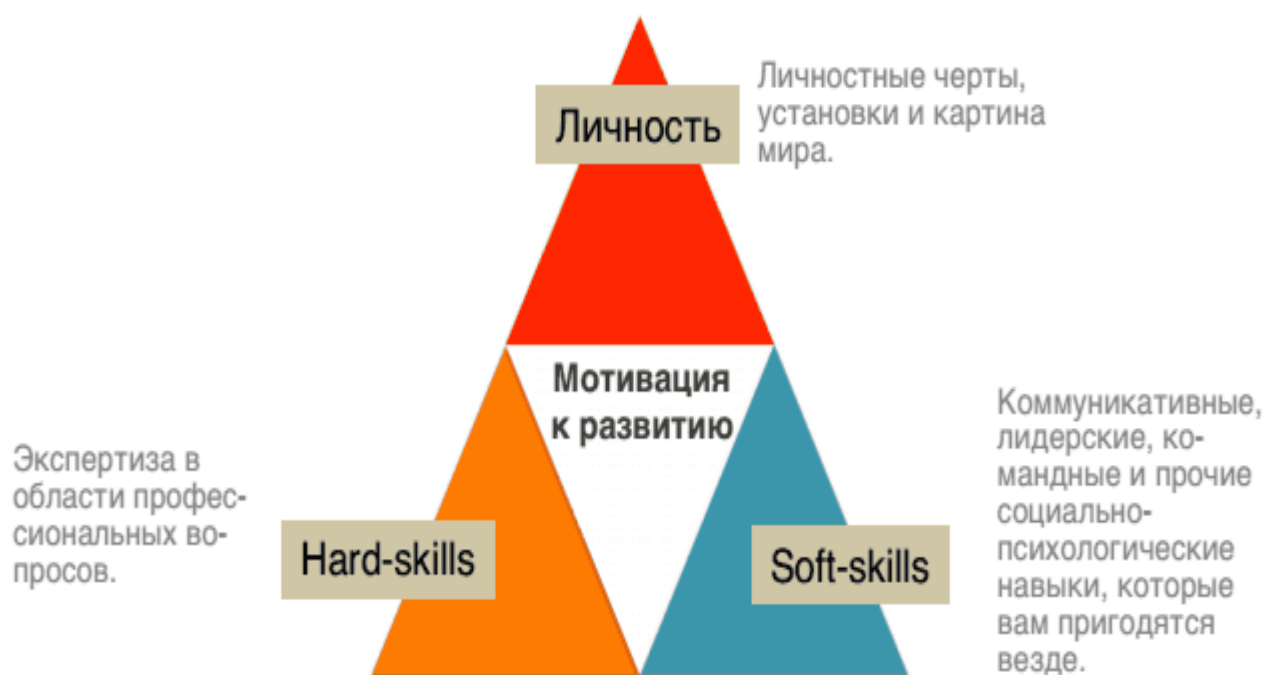 Личность
Личностные черты,
установки и картина
мира.
Мотивация
к развитию
Экспертиза в
области профес-
сиональных во-
просов.
Hard-skills
Soft-skills
Коммуникативные,
лидерские, ко-
мандные и прочие
социально-
психологические
навыки, которые
вам пригодятся
везде.